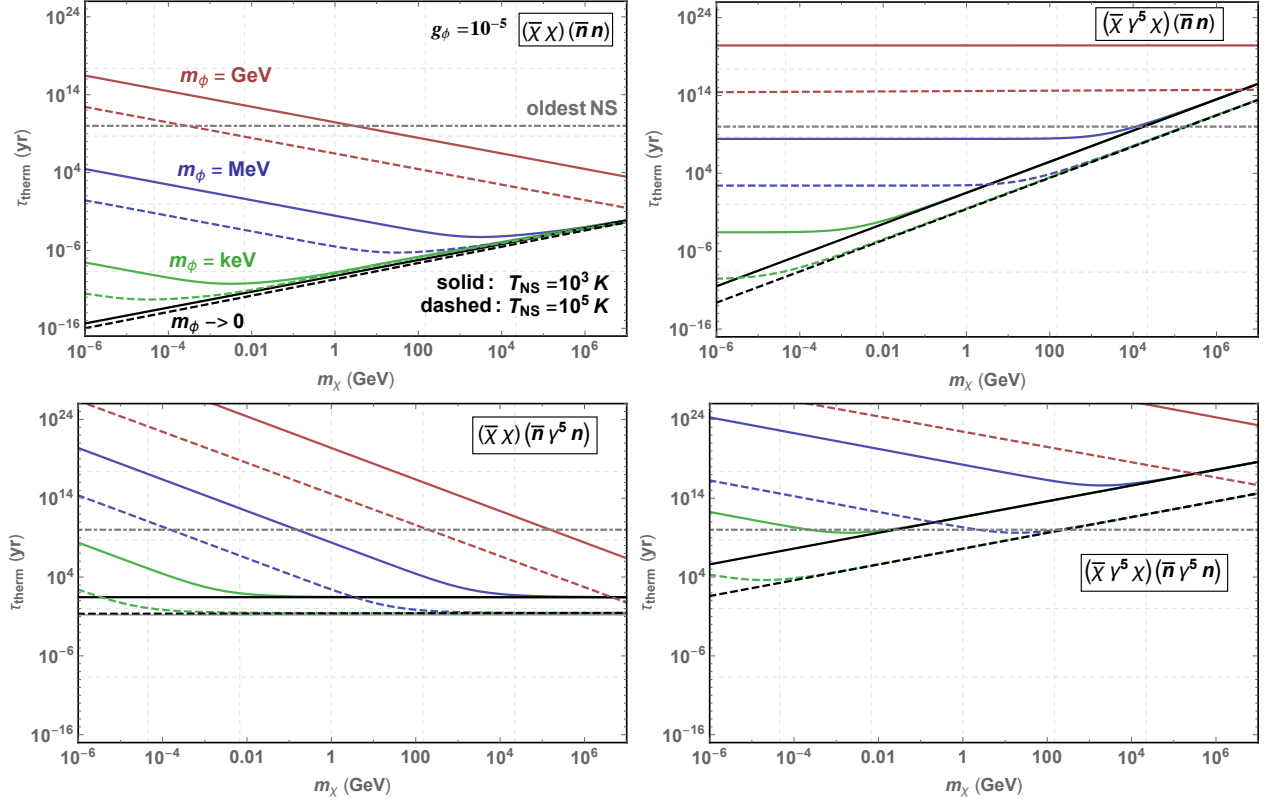 10^24
10^14
10^4
10^-6
10^-16
τ_therm (yr)
g_ϕ = 10^-5 (χ̄ χ) (n̄ n)
m_ϕ = GeV
oldest NS
m_ϕ = MeV
m_ϕ = keV
solid : T_NS = 10^3 K
dashed : T_NS = 10^5 K
m_ϕ -> 0
10^-6 10^-4 0.01 1 100 10^4 10^6
m_χ (GeV)
10^24
10^14
10^4
10^-6
10^-16
τ_therm (yr)
(χ̄ γ^5 χ) (n̄ n)
10^-6 10^-4 0.01 1 100 10^4 10^6
m_χ (GeV)
10^24
10^14
10^4
10^-6
10^-16
τ_therm (yr)
(χ̄ χ) (n̄ γ^5 n)
10^-6 10^-4 0.01 1 100 10^4 10^6
m_χ (GeV)
10^24
10^14
10^4
10^-6
10^-16
τ_therm (yr)
(χ̄ γ^5 χ) (n̄ γ^5 n)
10^-6 10^-4 0.01 1 100 10^4 10^6
m_χ (GeV)